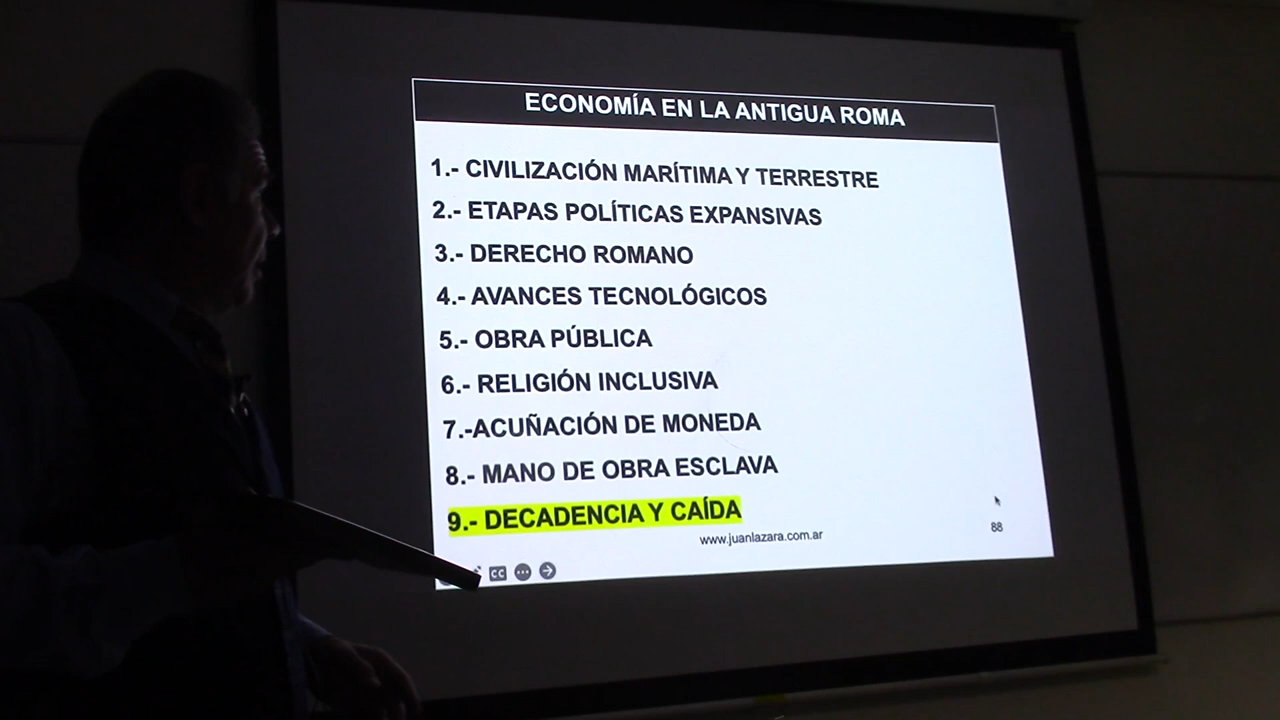 ECONOMÍA EN LA ANTIGUA ROMA
1.- CIVILIZACIÓN MARÍTIMA Y TERRESTRE
2.- ETAPAS POLÍTICAS EXPANSIVAS
3.- DERECHO ROMANO
4.- AVANCES TECNOLÓGICOS
5.- OBRA PÚBLICA
6.- RELIGIÓN INCLUSIVA
7.-ACUÑACIÓN DE MONEDA
8.- MANO DE OBRA ESCLAVA
9.- DECADENCIA Y CAÍDA
www.juanlazara.com.ar
88
CC